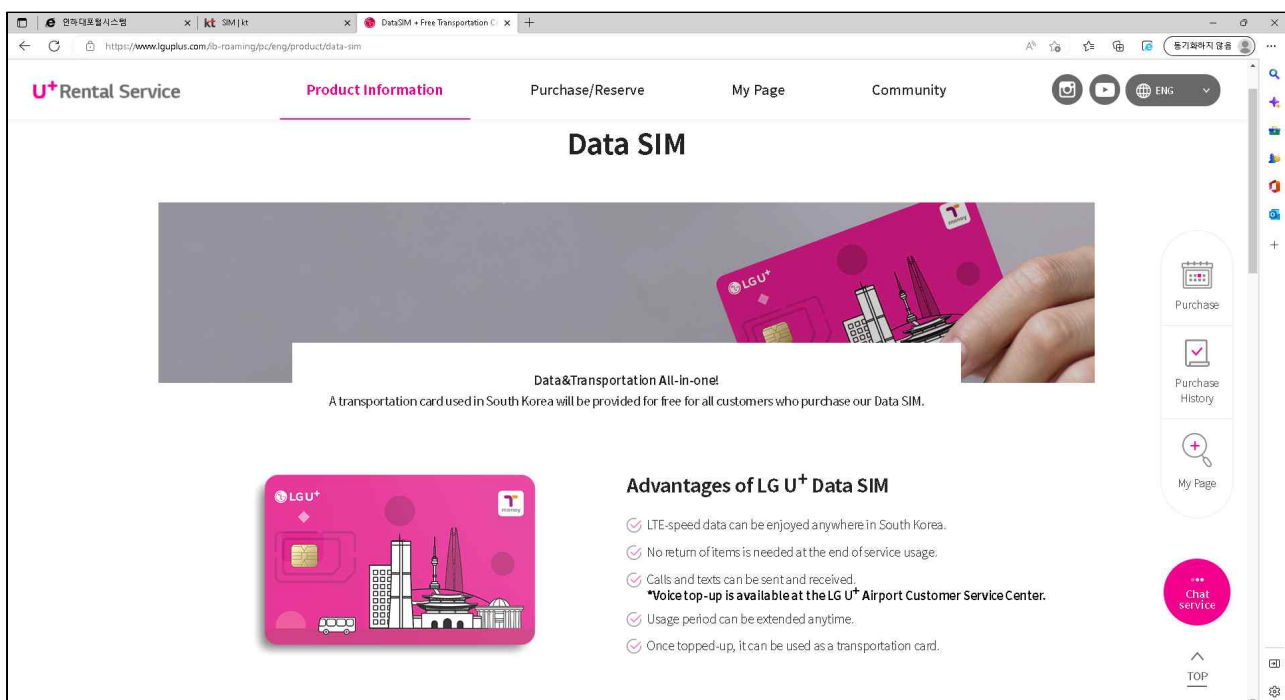 인하대포털시스템
kt SIM | kt
DataSIM + Free Transportation C
https://www.lguplus.com/ib-roaming/pc/eng/product/data-sim
동기화하지 않음
U+Rental Service
Product Information
Purchase/Reserve
My Page
Community
ENG
Data SIM
LG U+
T
money
Data&Transportation All-in-one!
A transportation card used in South Korea will be provided for free for all customers who purchase our Data SIM.
Purchase
Purchase
History
My Page
LG U+
T
money
Advantages of LG U+ Data SIM
LTE-speed data can be enjoyed anywhere in South Korea.
No return of items is needed at the end of service usage.
Calls and texts can be sent and received.
*Voice top-up is available at the LG U+ Airport Customer Service Center.
Usage period can be extended anytime.
Once topped-up, it can be used as a transportation card.
Chat
service
TOP